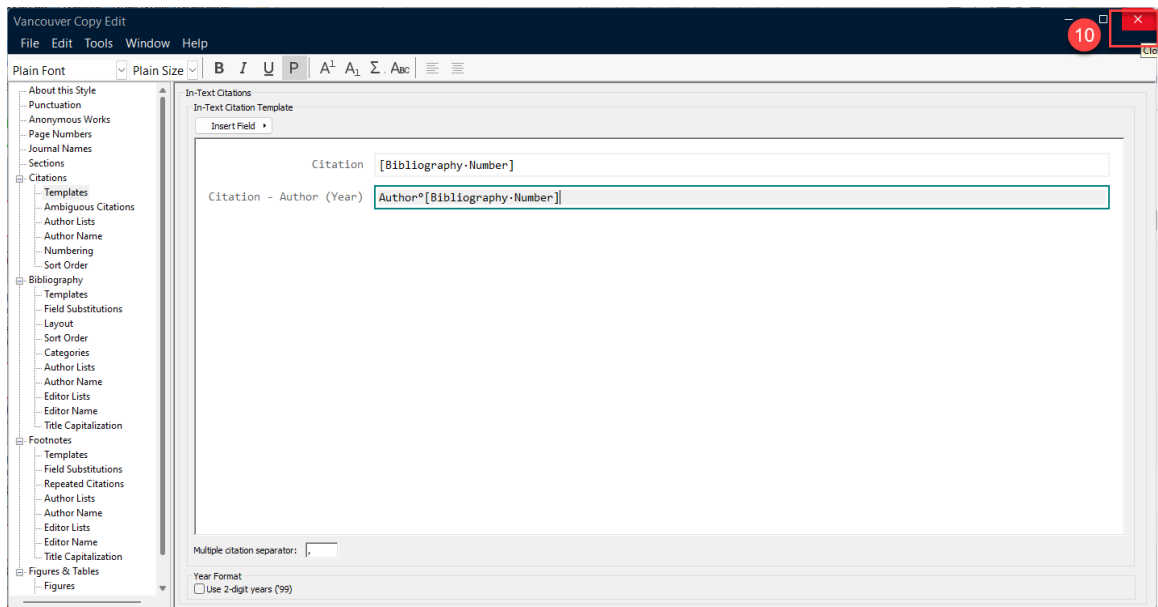 Vancouver Copy Edit
10
File Edit Tools Window Help
Clo
Plain Font Plain Size B I U P A1 A1 Σ ABC
About this Style
Punctuation
Anonymous Works
Page Numbers
Journal Names
Sections
Citations
Templates
Ambiguous Citations
Author Lists
Author Name
Numbering
Sort Order
Bibliography
Templates
Field Substitutions
Layout
Sort Order
Categories
Author Lists
Author Name
Editor Lists
Editor Name
Title Capitalization
Footnotes
Templates
Field Substitutions
Repeated Citations
Author Lists
Author Name
Editor Lists
Editor Name
Title Capitalization
Figures & Tables
Figures
In-Text Citations
In-Text Citation Template
Insert Field
Citation [Bibliography·Number]
Citation - Author (Year) Author°[Bibliography·Number]
Multiple citation separator: ,
Year Format
Use 2-digit years ('99)